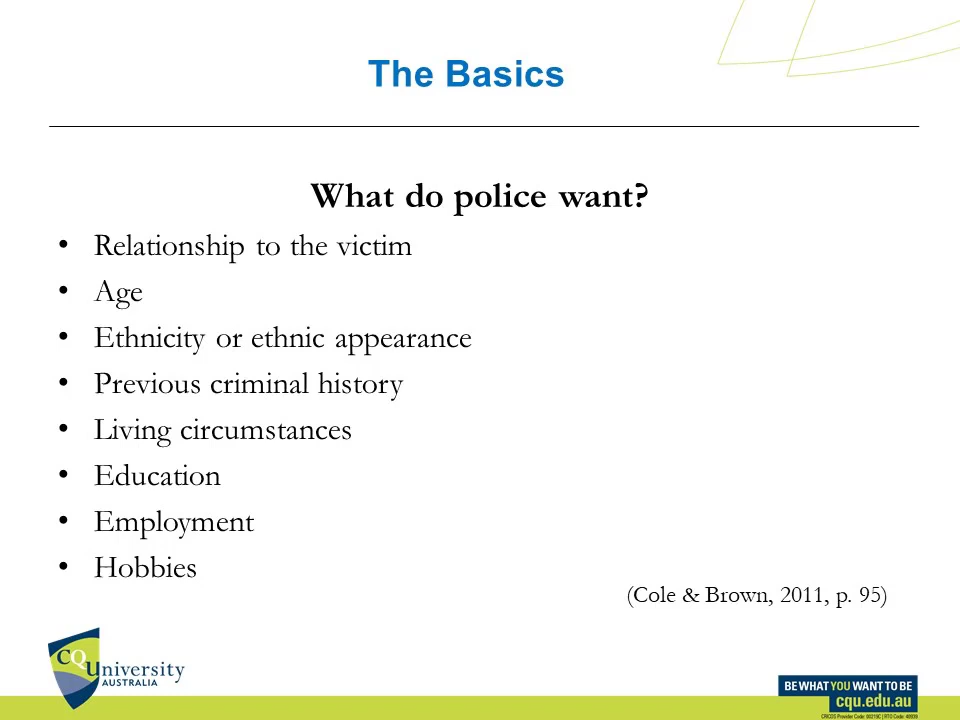 The Basics
What do police want?
• Relationship to the victim
• Age
• Ethnicity or ethnic appearance
• Previous criminal history
• Living circumstances
• Education
• Employment
• Hobbies
(Cole & Brown, 2011, p. 95)
CQUniversity
AUSTRALIA
BE WHAT YOU WANT TO BE
cqu.edu.au